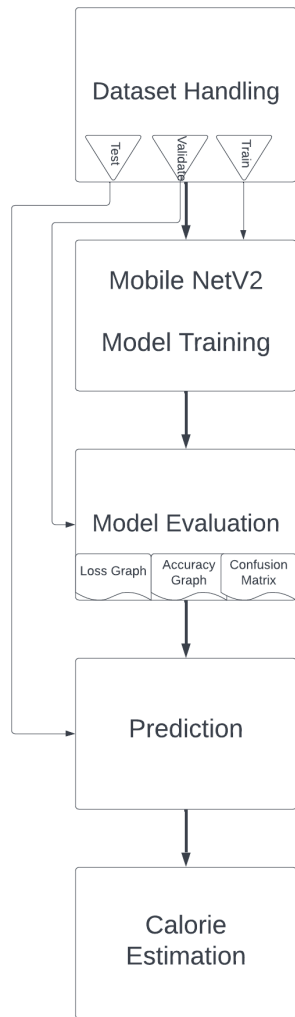 Dataset Handling
Test
Validate
Train
Mobile NetV2
Model Training
Model Evaluation
Loss Graph
Accuracy
Graph
Confusion
Matrix
Prediction
Calorie
Estimation